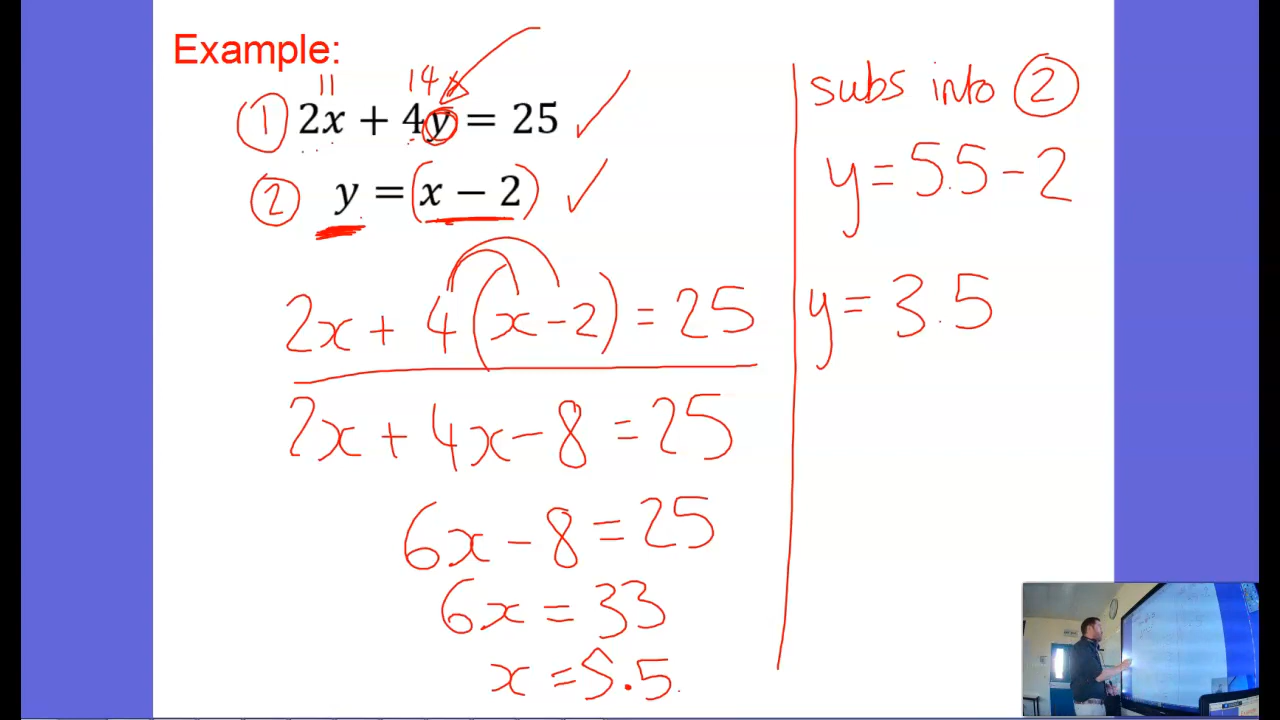 Example:
11 14
① 2x + 4y = 25 ✓
② y = (x − 2) ✓
2x + 4(x − 2) = 25
2x + 4x − 8 = 25
6x − 8 = 25
6x = 33
x = 5.5
subs into ②
y = 5.5 − 2
y = 3.5